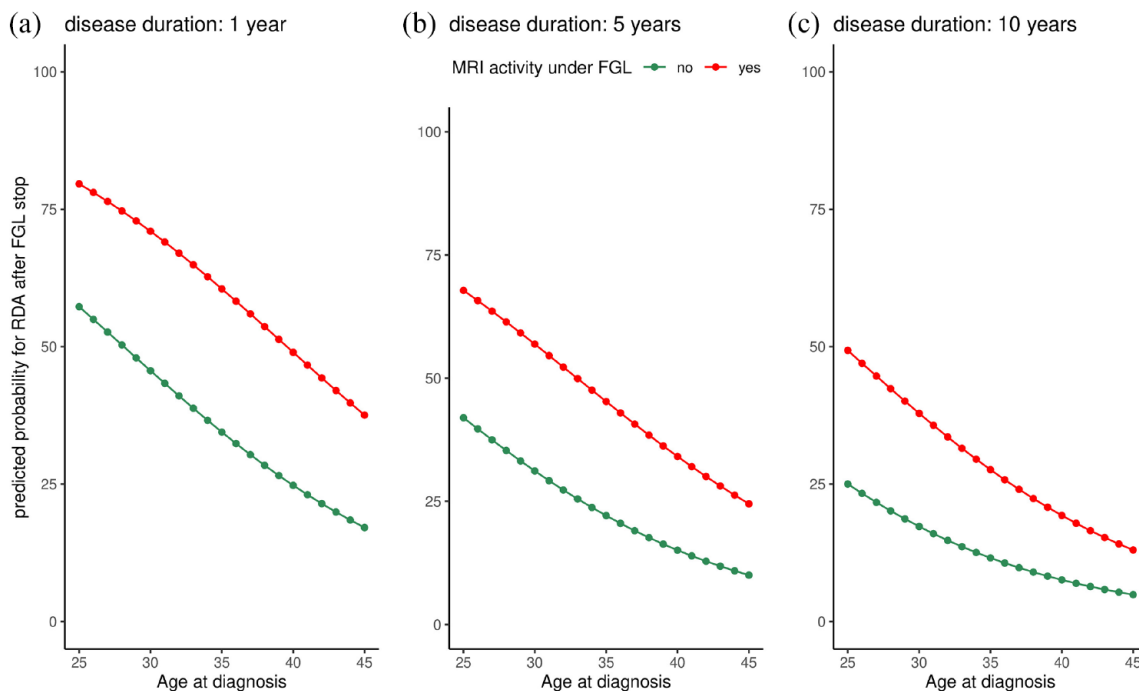 (a) disease duration: 1 year
(b) disease duration: 5 years
(c) disease duration: 10 years
MRI activity under FGL no yes
predicted probability for RDA after FGL stop
100
75
50
25
0
25 30 35 40 45
Age at diagnosis
100
75
50
25
0
25 30 35 40 45
Age at diagnosis
100
75
50
25
0
25 30 35 40 45
Age at diagnosis